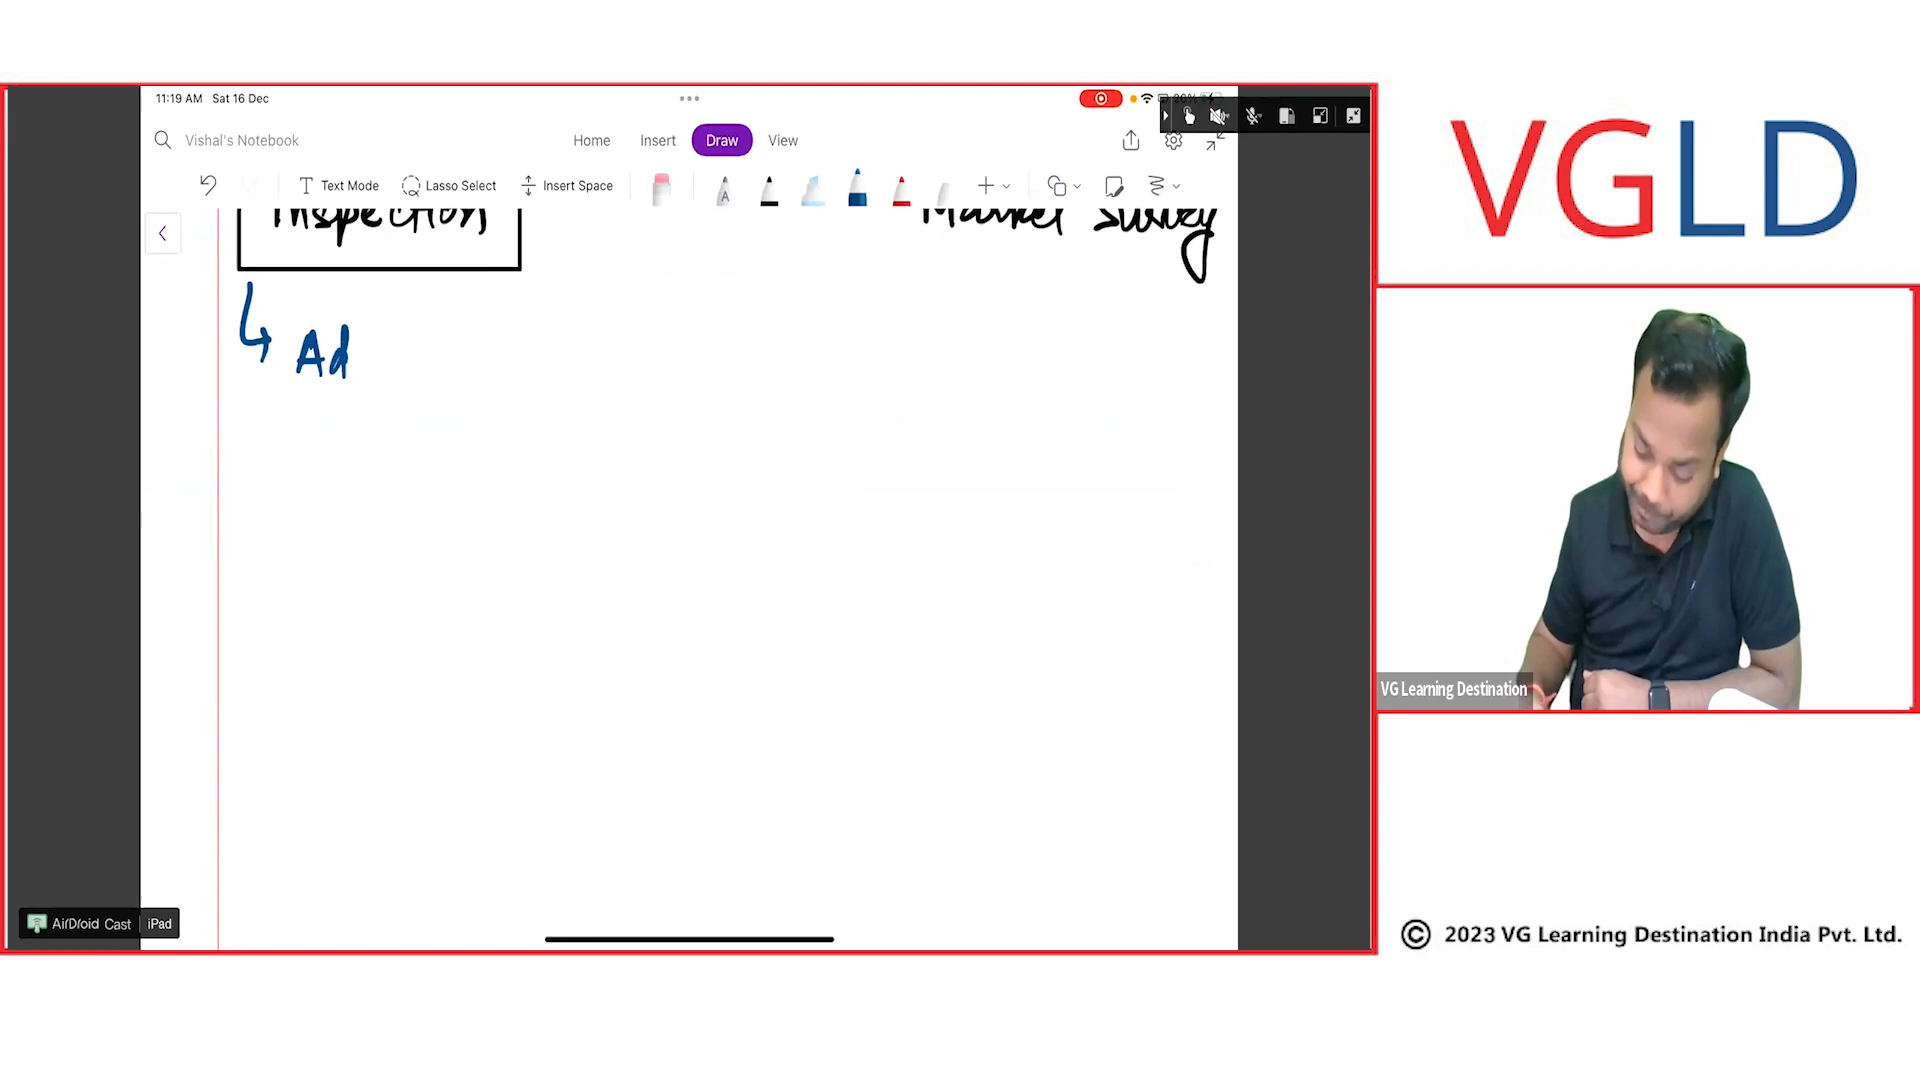 11:19 AM Sat 16 Dec
26%
Vishal's Notebook
Home Insert Draw View
Text Mode Lasso Select Insert Space
A
Inspection Market Survey
Ad
VGLD
VG Learning Destination
AirDroid Cast iPad
© 2023 VG Learning Destination India Pvt. Ltd.